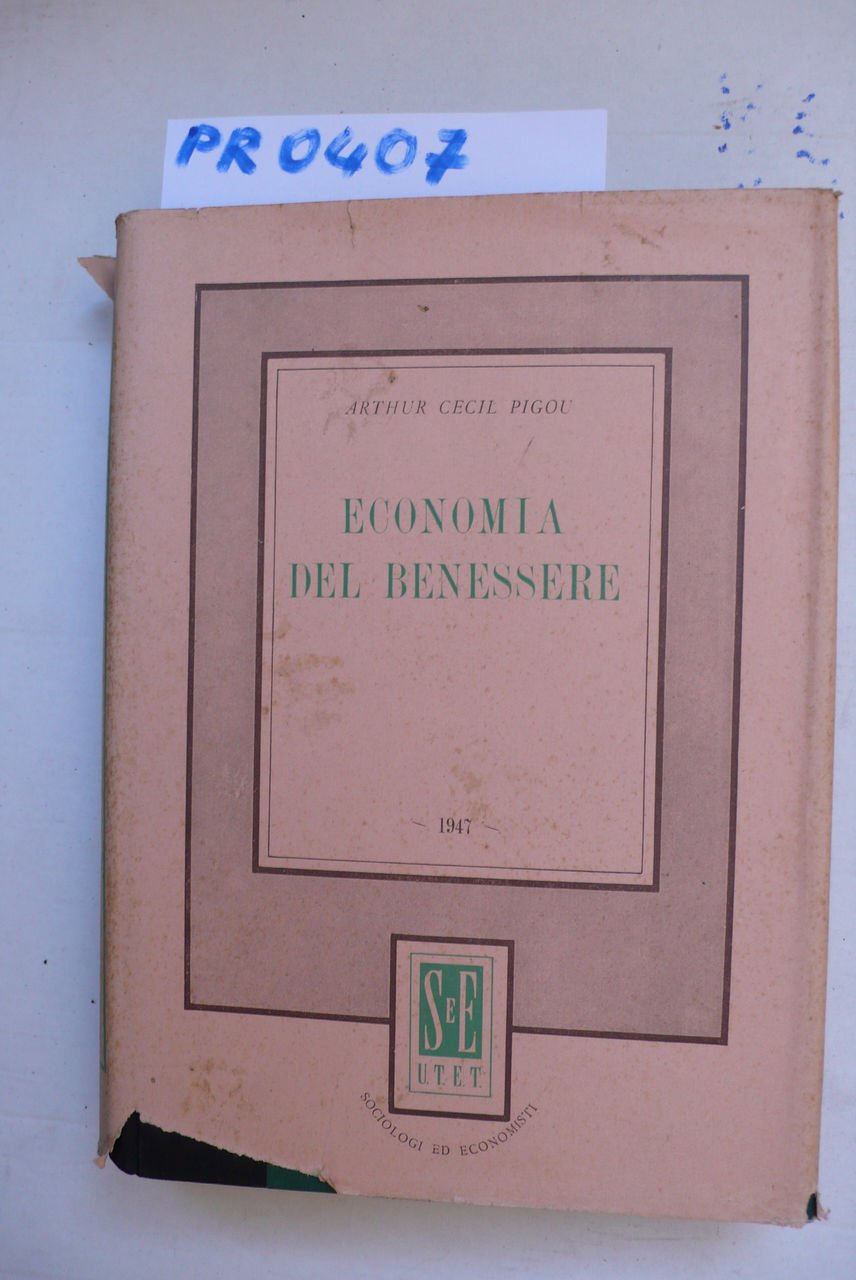 PR0407
ARTHUR CECIL PIGOU
ECONOMIA
DEL BENESSERE
- 1947 -
SEE
U.T.E.T.
SOCIOLOGI ED ECONOMISTI